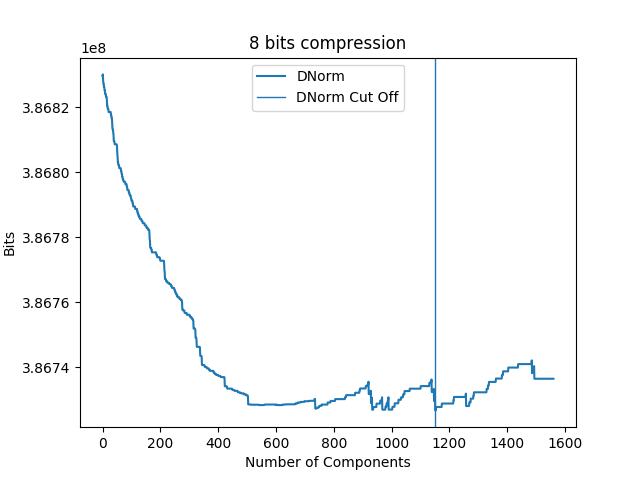 8 bits compression
1e8
DNorm
DNorm Cut Off
3.8682
3.8680
3.8678
3.8676
3.8674
Bits
0 200 400 600 800 1000 1200 1400 1600
Number of Components